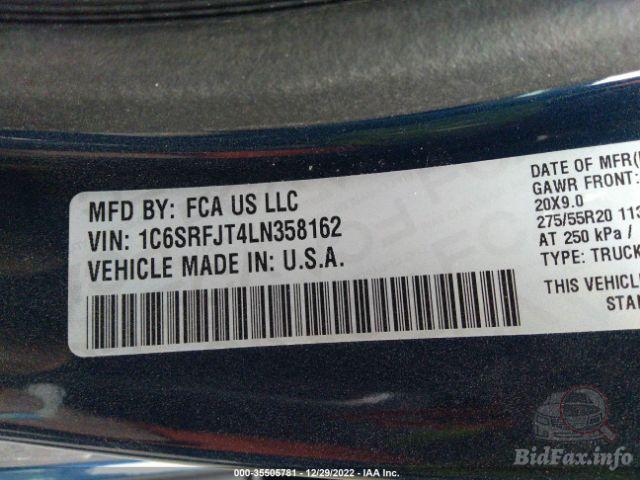 MFD BY: FCA US LLC
VIN: 1C6SRFJT4LN358162
VEHICLE MADE IN: U.S.A.
DATE OF MFR(
GAWR FRONT:
20X9.0
275/55R20 113
AT 250 kPa /
TYPE: TRUCK
THIS VEHICL
STAN
BidFax.info
000-35505781 - 12/29/2022 - IAA Inc.